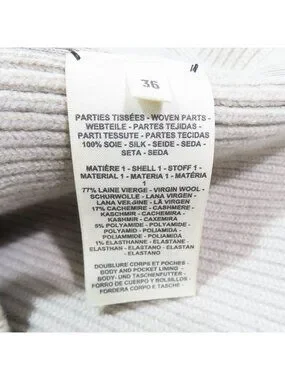 36
PARTIES TISSÉES - WOVEN PARTS -
WEBTEILE - PARTES TEJIDAS -
PARTI TESSUTE - PARTES TECIDAS
100% SOIE - SILK - SEIDE - SEDA -
SETA - SEDA
MATIÈRE 1 - SHELL 1 - STOFF 1 -
MATERIAL 1 - MATERIA 1 - MATÉRIA
1
77% LAINE VIERGE - VIRGIN WOOL -
SCHURWOLLE - LANA VIRGEN -
LANA VERGINE - LÃ VIRGEN
17% CACHEMIRE - CASHMERE -
KASCHMIR - CACHEMIRA -
KASHMIR - CAXEMIRA
5% POLYAMIDE - POLYAMIDE -
POLYAMID - POLIAMIDA -
POLIAMMIDE - POLIAMIDA
1% ELASTHANNE - ELASTANE -
ELASTHAN - ELASTAN - ELASTAN
ELASTANO
DOUBLURE CORPS ET POCHES -
BODY AND POCKET LINING -
BODY- UND TASCHENFUTTER -
FORRO DE CUERPO Y BOLSILLOS -
FODERA CORPO E TASCHE